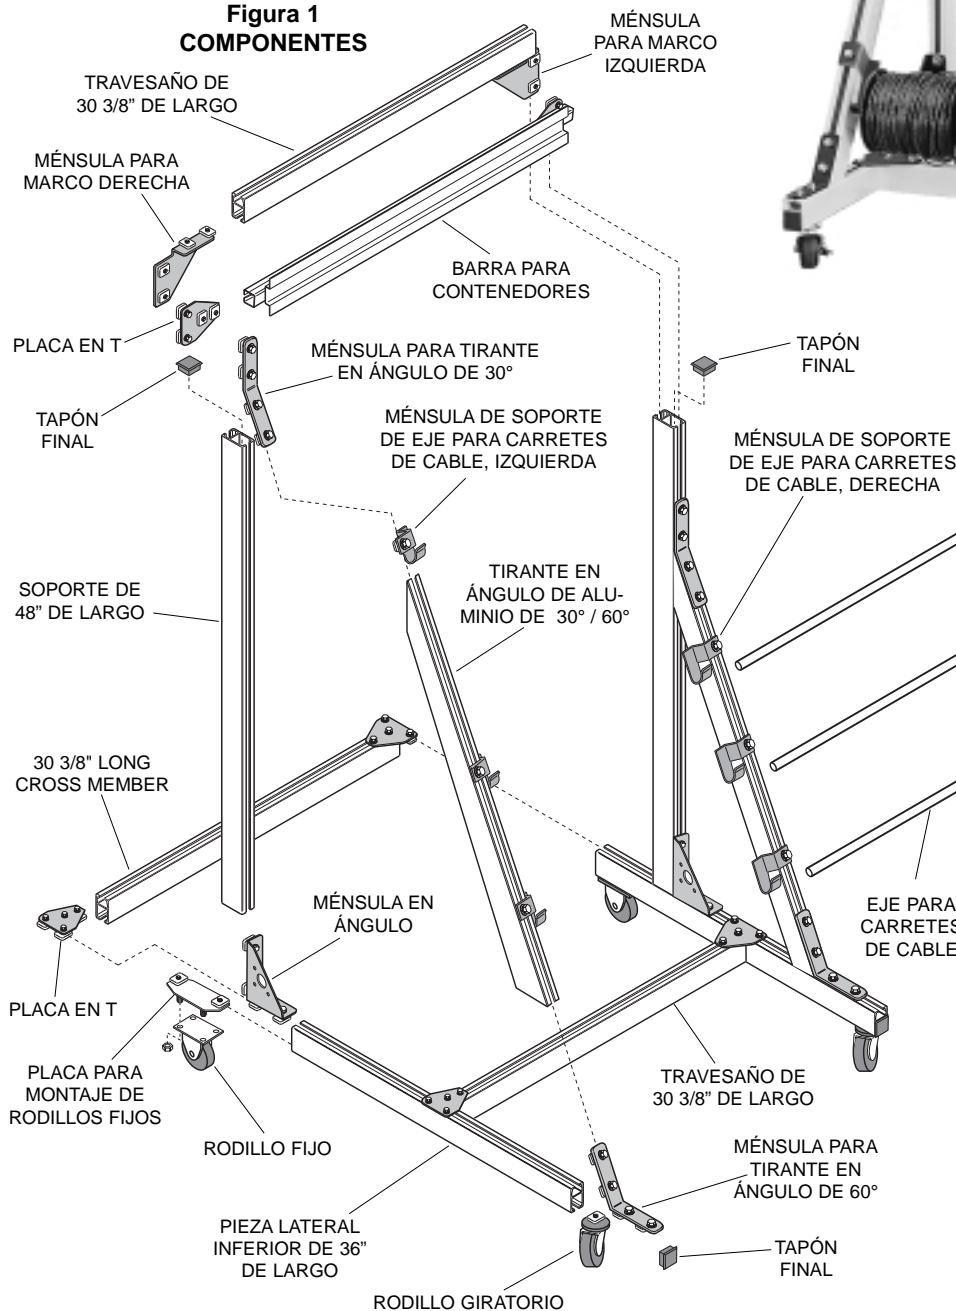 Figura 1
COMPONENTES
MÉNSULA
PARA MARCO
IZQUIERDA
TRAVESAÑO DE
30 3/8” DE LARGO
MÉNSULA PARA
MARCO DERECHA
BARRA PARA
CONTENEDORES
PLACA EN T
MÉNSULA PARA TIRANTE
EN ÁNGULO DE 30°
TAPÓN
FINAL
TAPÓN
FINAL
MÉNSULA DE SOPORTE
DE EJE PARA CARRETES
DE CABLE, IZQUIERDA
MÉNSULA DE SOPORTE
DE EJE PARA CARRETES
DE CABLE, DERECHA
SOPORTE DE
48” DE LARGO
TIRANTE EN
ÁNGULO DE ALU-
MINIO DE 30° / 60°
30 3/8" LONG
CROSS MEMBER
MÉNSULA EN
ÁNGULO
EJE PARA
CARRETES
DE CABLE
PLACA EN T
PLACA PARA
MONTAJE DE
RODILLOS FIJOS
TRAVESAÑO DE
30 3/8” DE LARGO
RODILLO FIJO
MÉNSULA PARA
TIRANTE EN
ÁNGULO DE 60°
PIEZA LATERAL
INFERIOR DE 36”
DE LARGO
TAPÓN
FINAL
RODILLO GIRATORIO